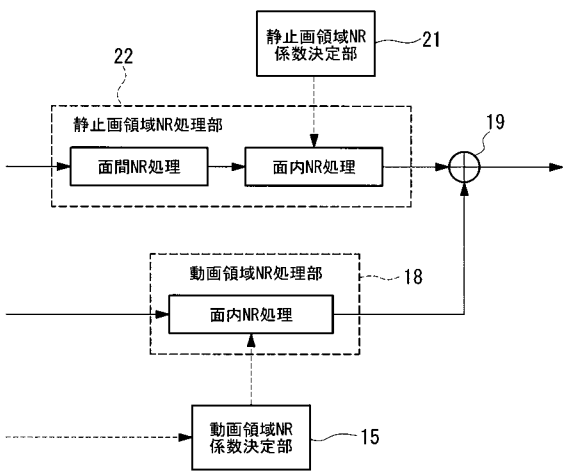 静止画領域NR
係数決定部
21
22
静止画領域NR処理部
19
面間NR処理
面内NR処理
動画領域NR処理部
18
面内NR処理
動画領域NR
係数決定部
15